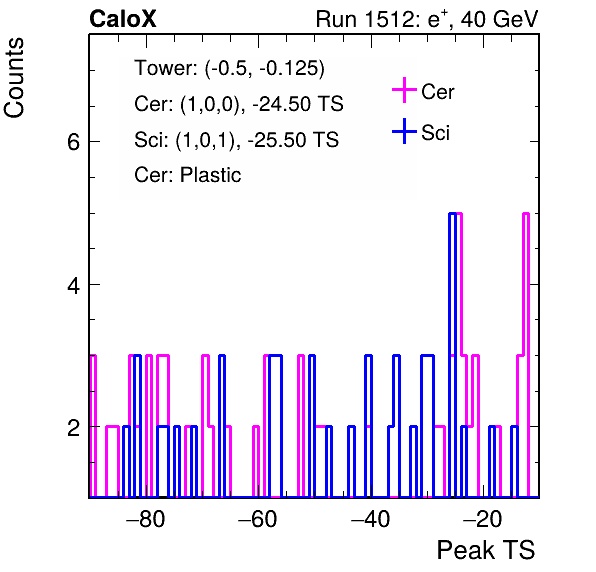 CaloX Run 1512: e⁺, 40 GeV
Counts
Tower: (-0.5, -0.125)
Cer: (1,0,0), -24.50 TS
Sci: (1,0,1), -25.50 TS
Cer: Plastic
Cer
Sci
6
4
2
−80 −60 −40 −20
Peak TS